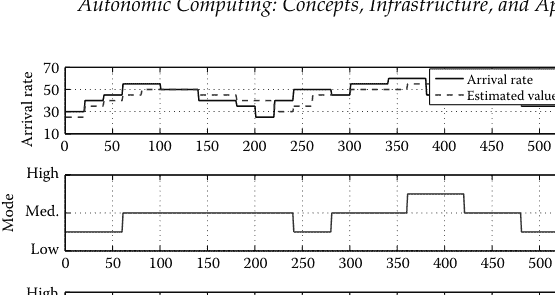 Autonomic Computing: Concepts, Infrastructure, and Ap
70
50
30
10
Arrival rate
Arrival rate
Estimated value
0 50 100 150 200 250 300 350 400 450 500
High
Med.
Low
Mode
0 50 100 150 200 250 300 350 400 450 500
High